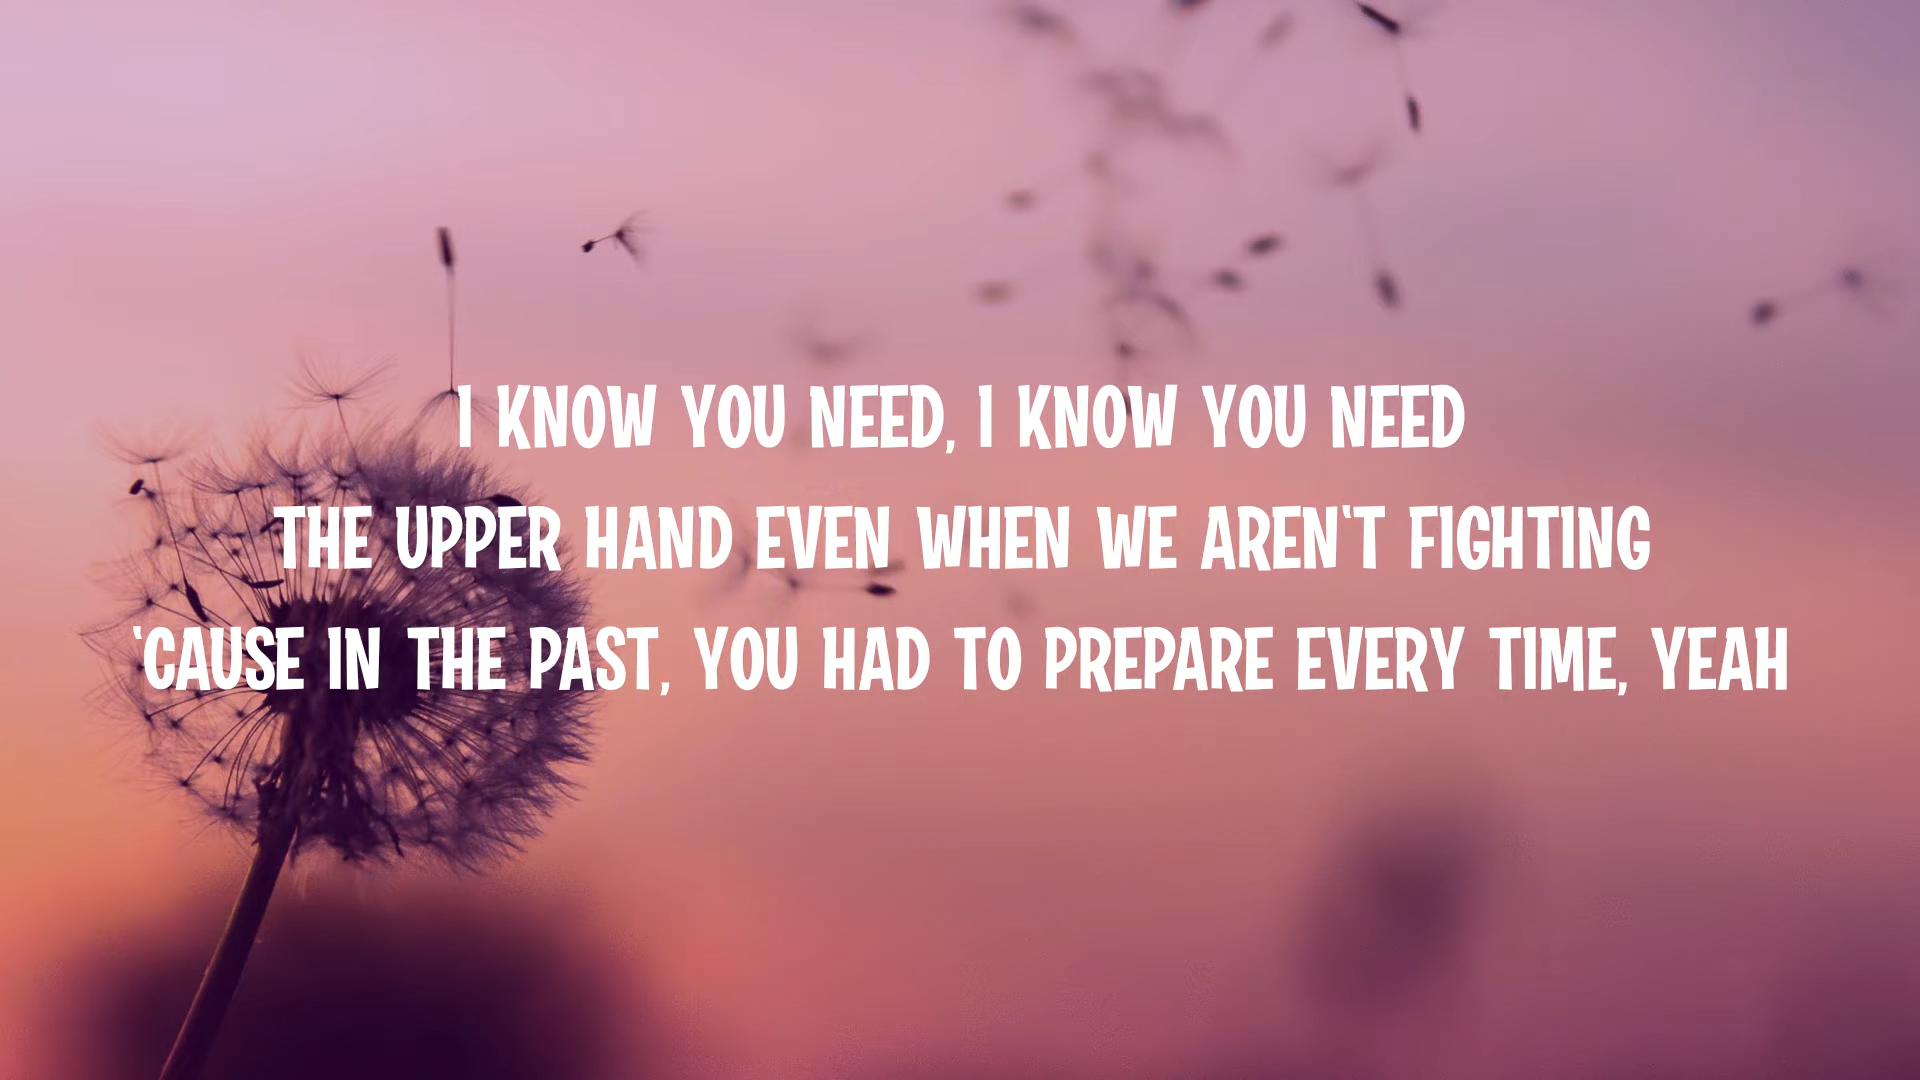 I KNOW YOU NEED, I KNOW YOU NEED
THE UPPER HAND EVEN WHEN WE AREN'T FIGHTING
'CAUSE IN THE PAST, YOU HAD TO PREPARE EVERY TIME, YEAH